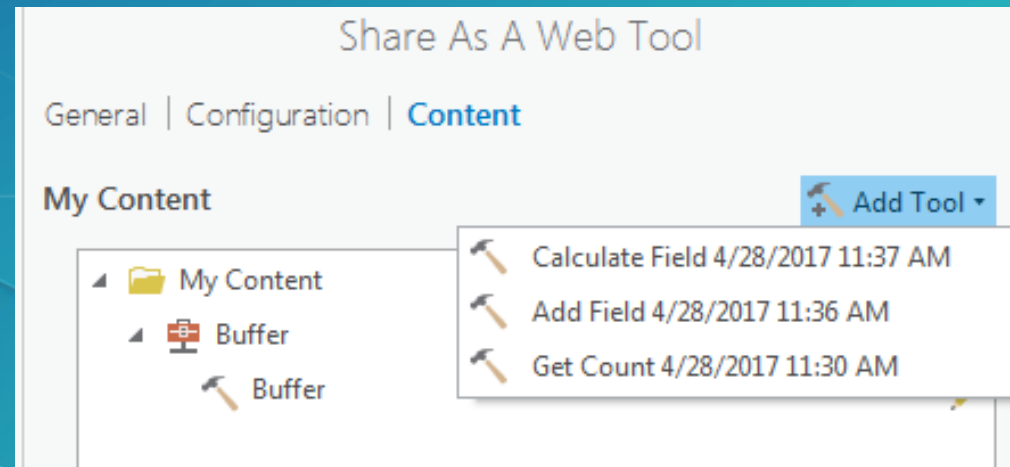 Share As A Web Tool
General | Configuration | Content
My Content
Add Tool
Calculate Field 4/28/2017 11:37 AM
My Content
Add Field 4/28/2017 11:36 AM
Buffer
Get Count 4/28/2017 11:30 AM
Buffer